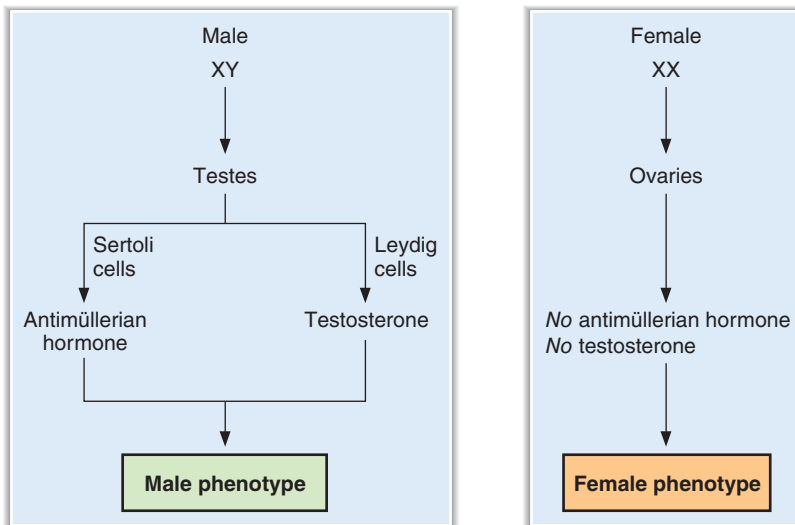 Male
XY
Testes
Sertoli
cells
Leydig
cells
Antimüllerian
hormone
Testosterone
Male phenotype
Female
XX
Ovaries
No antimüllerian hormone
No testosterone
Female phenotype